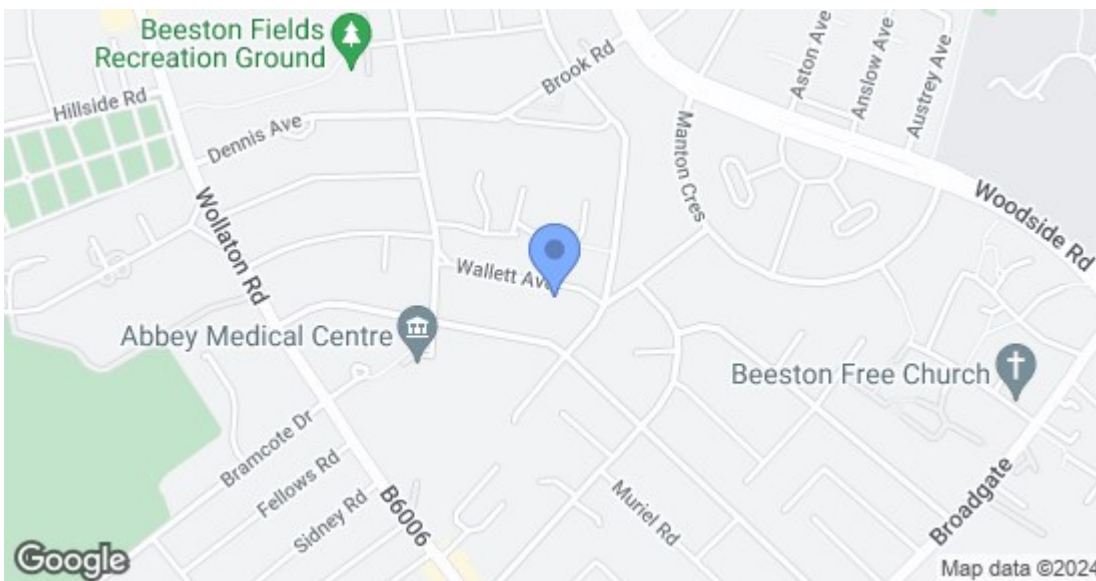 Beeston Fields
Recreation Ground
Hillside Rd
Dennis Ave
Brook Rd
Aston Ave
Anslow Ave
Austrey Ave
Manton Cres
Woodside Rd
Wollaton Rd
Wallett Ave
Abbey Medical Centre
Beeston Free Church
Bramcote Dr
Fellows Rd
Sidney Rd
B6006
Muriel Rd
Broadgate
Google
Map data ©2024